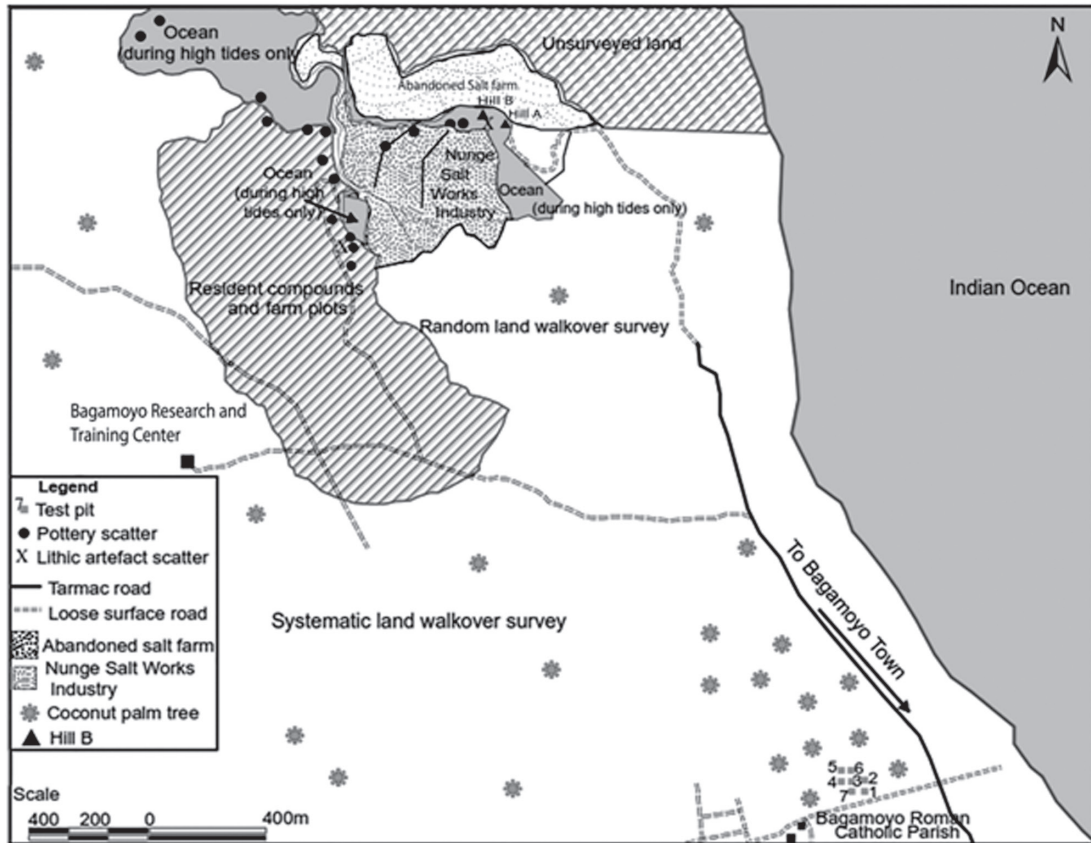 Ocean
(during high tides only
Unsurveyed land
N
Abandoned Salt farm
Hill B
Hill A
X
Nunge
Salt
Works
Industry
Ocean
(during high tides only)
Ocean
(during high
tides only)
X
Indian Ocean
Resident compounds
and farm plots
Random land walkover survey
Bagamoyo Research and
Training Center
Legend
7 Test pit
Pottery scatter
X Lithic artefact scatter
Tarmac road
Loose surface road
Abandoned salt farm
Nunge Salt Works
Industry
Coconut palm tree
Hill B
To Bagamoyo Town
Systematic land walkover survey
5 6
4 3 2
7 1
Bagamoyo Roman
Catholic Parish
Scale
400 200 0 400m